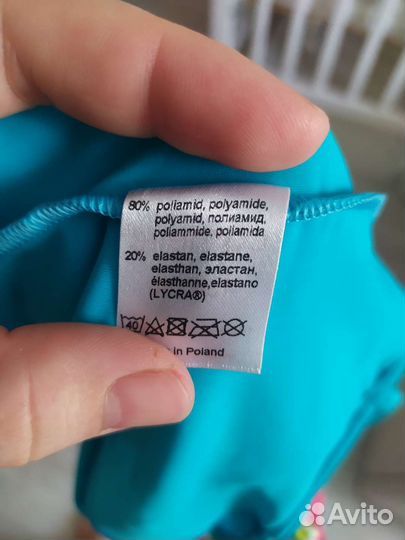 80% poliamid, polyamide,
polyamid, полиамид,
poliammide, poliamida
20% elastan, elastane,
elasthan, эластан,
élasthanne, elastano
(LYCRA®)
40
in Poland
Avito